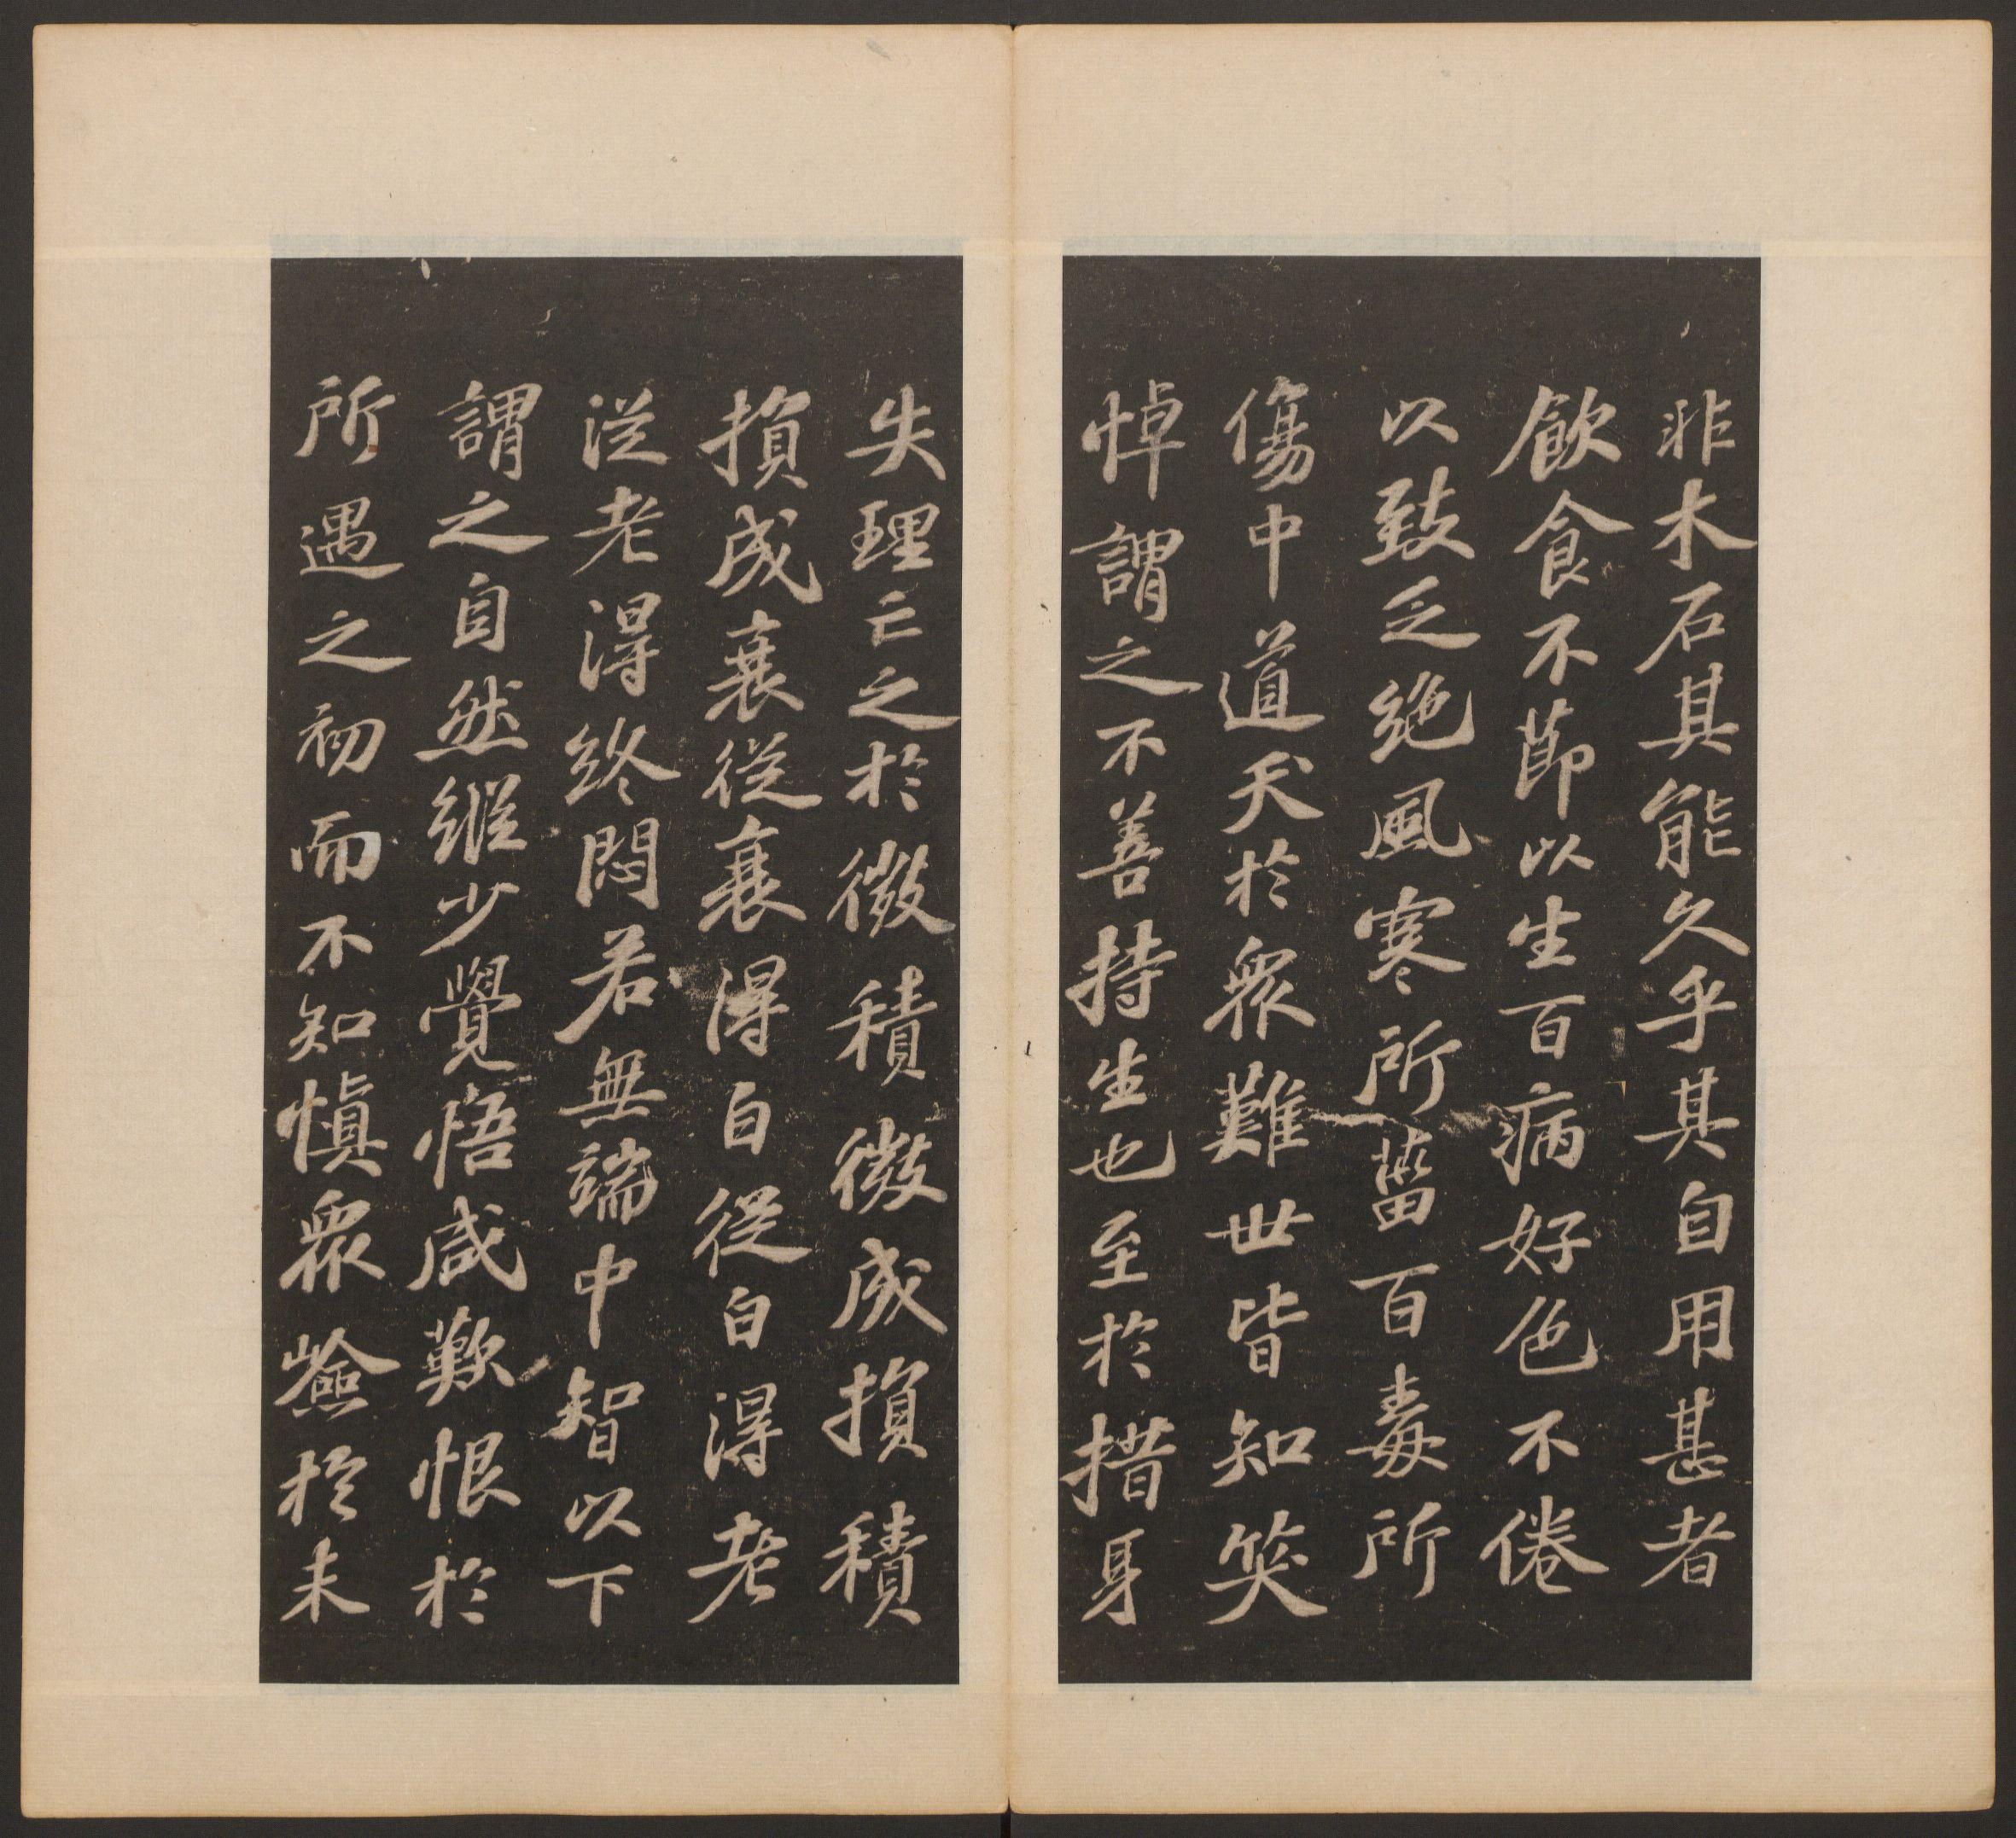 非木石其能久乎其自用甚者
飲食不節以生百病好色不倦
以致乏絶風寒所菑百毒所
傷中道夭於衆難世皆知笑
悼謂之不善持生也至於措身
失理亡之於微積微成損積
損成衰從衰得白從白得老
從老得終悶若無端中智以下
謂之自然縱少覺悟咸歎恨於
所遇之初而不知慎衆險於未